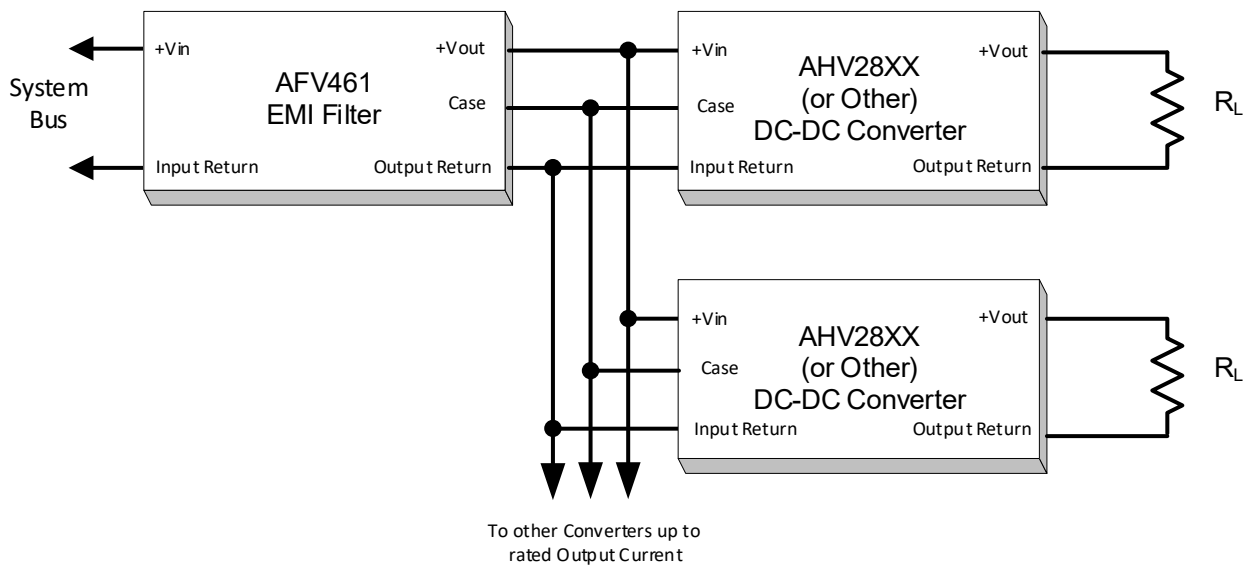 System
Bus
+Vin
Input Return
AFV461
EMI Filter
+Vout
Case
Output Return
+Vin
Case
Input Return
AHV28XX
(or Other)
DC-DC Converter
+Vout
Output Return
RL
+Vin
Case
Input Return
AHV28XX
(or Other)
DC-DC Converter
+Vout
Output Return
RL
To other Converters up to
rated Output Current